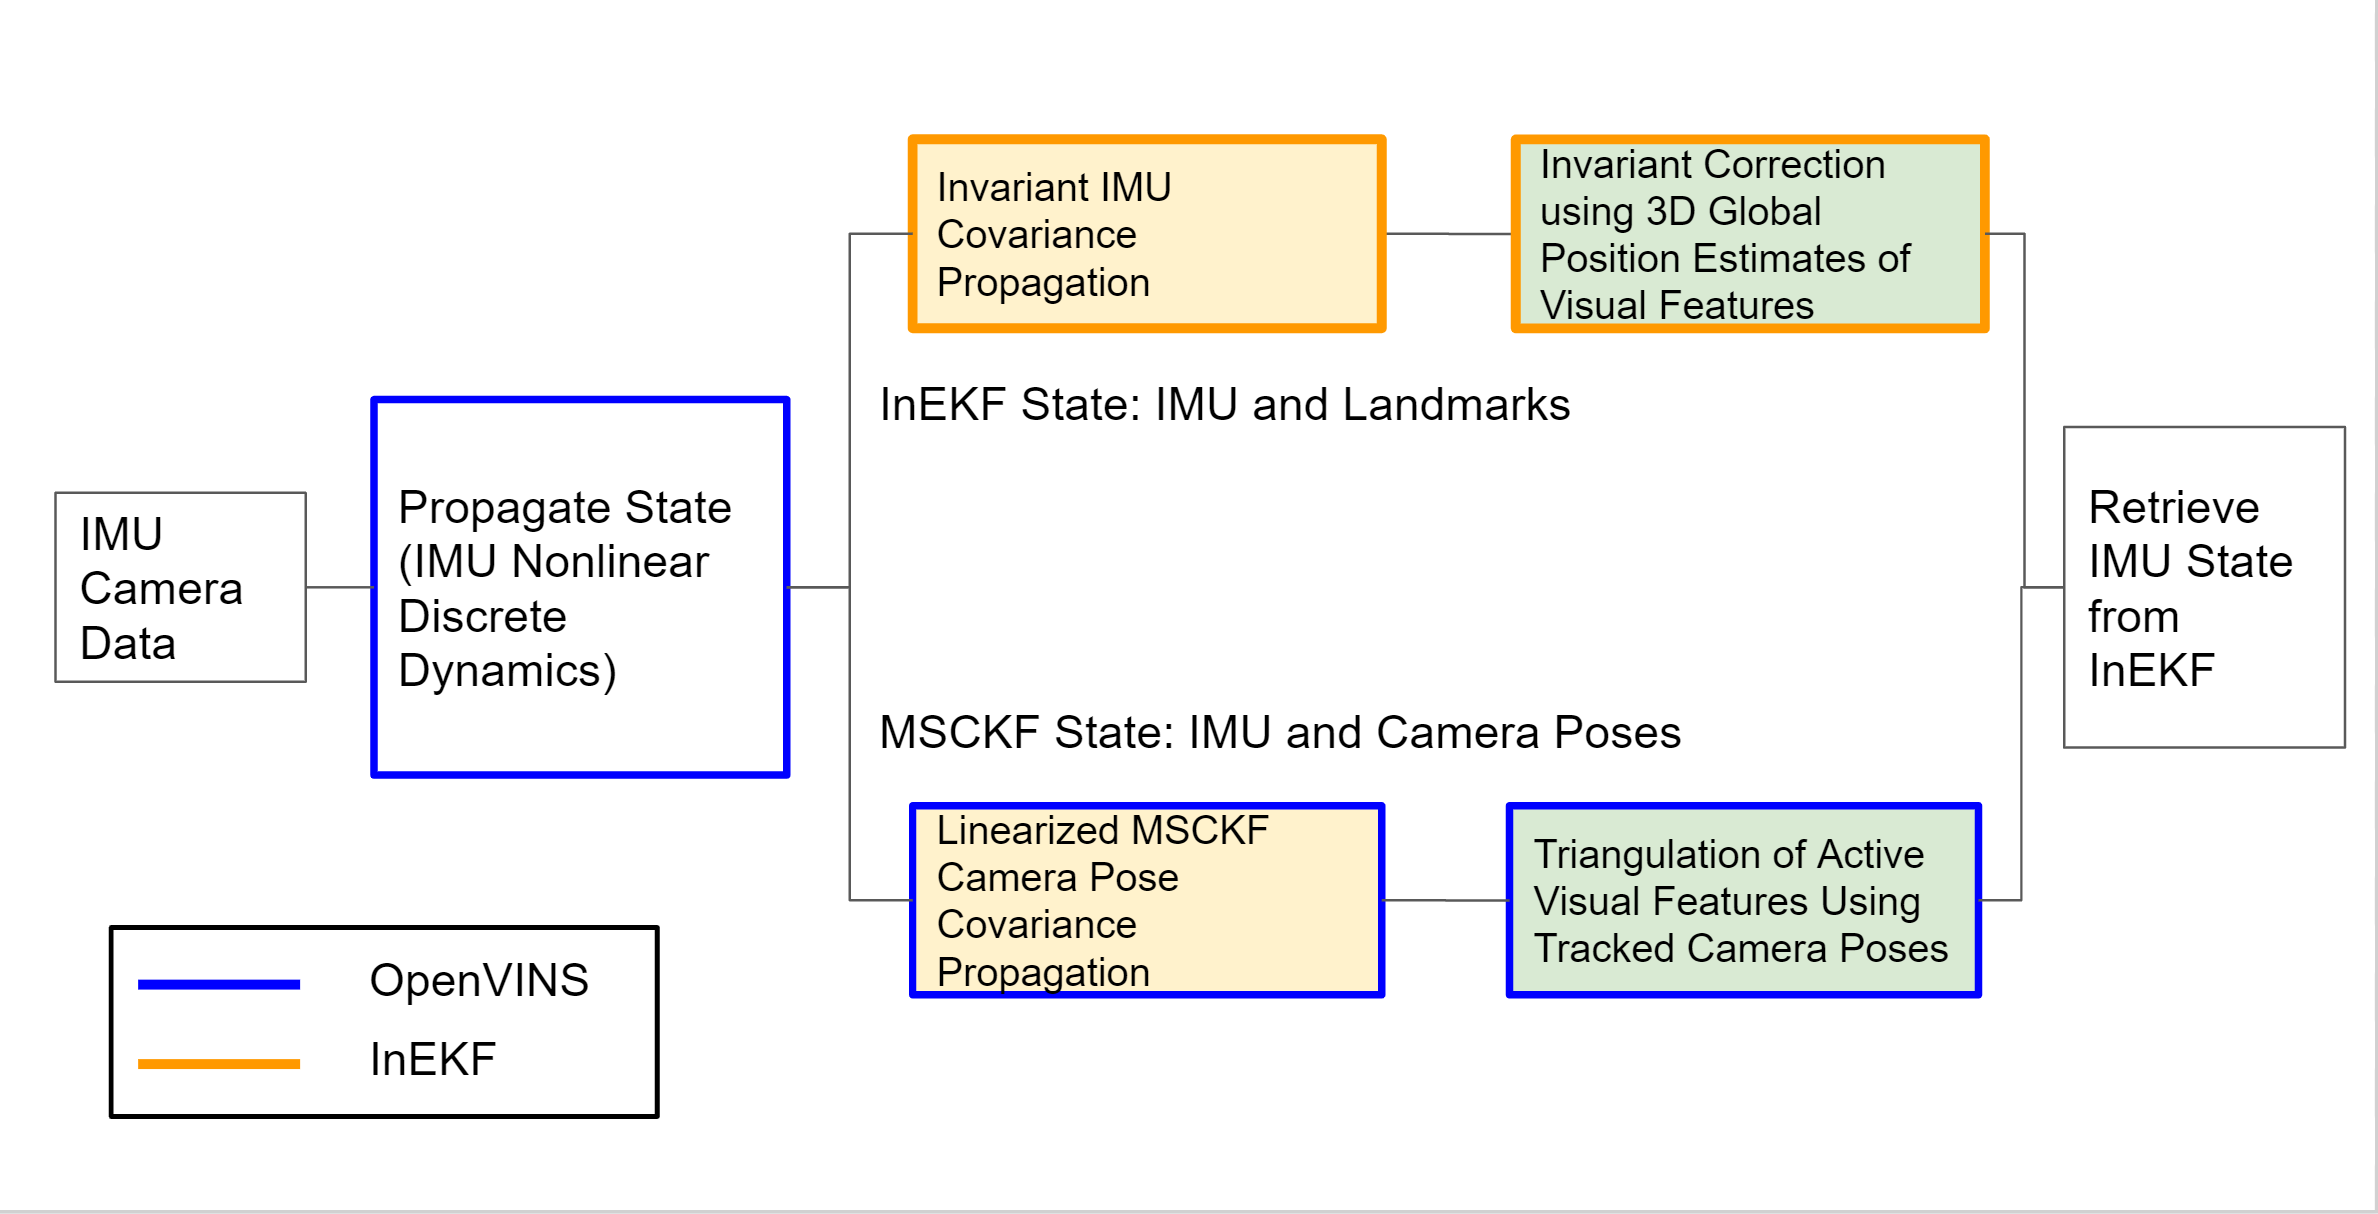 IMU
Camera
Data
Propagate State
(IMU Nonlinear
Discrete
Dynamics)
Invariant IMU
Covariance
Propagation
Invariant Correction
using 3D Global
Position Estimates of
Visual Features
InEKF State: IMU and Landmarks
MSCKF State: IMU and Camera Poses
Linearized MSCKF
Camera Pose
Covariance
Propagation
Triangulation of Active
Visual Features Using
Tracked Camera Poses
Retrieve
IMU State
from
InEKF
OpenVINS
InEKF